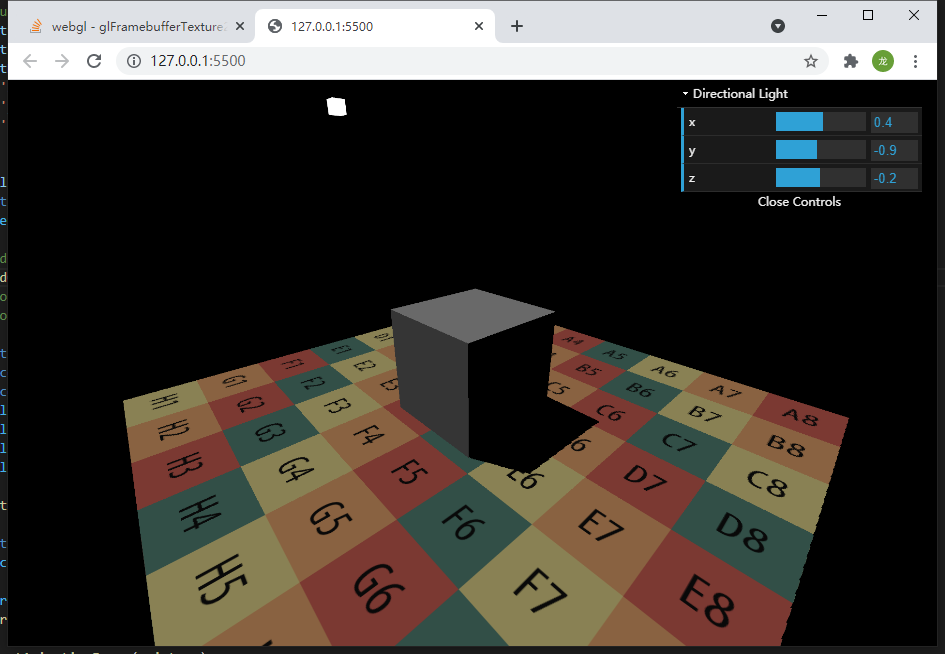 webgl - glFramebufferTexture
127.0.0.1:5500
127.0.0.1:5500
龙
Directional Light
x 0.4
y -0.9
z -0.2
Close Controls
A4 A5 A6 A7 A8
B5 B6 B7 B8
C5 C6 C7 C8
D7 D8
E1 E2 E6 E7 E8
F1 F2 F3 F4 F5 F6 F7
G1 G2 G3 G4 G5 G6
H1 H2 H3 H4 H5